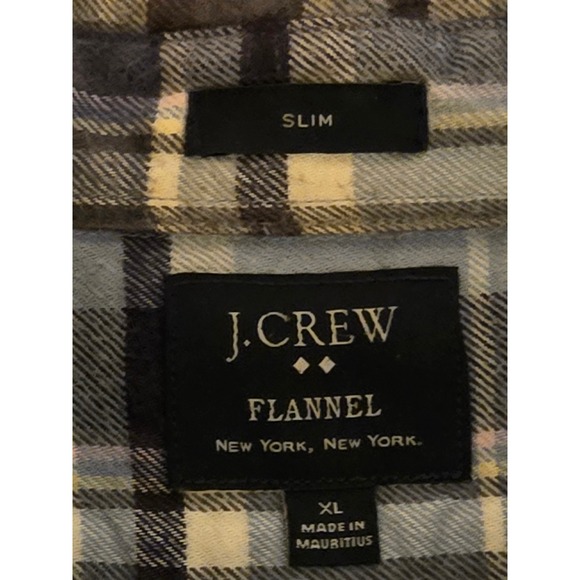 SLIM
J.CREW
FLANNEL
NEW YORK, NEW YORK.
XL
MADE IN
MAURITIUS